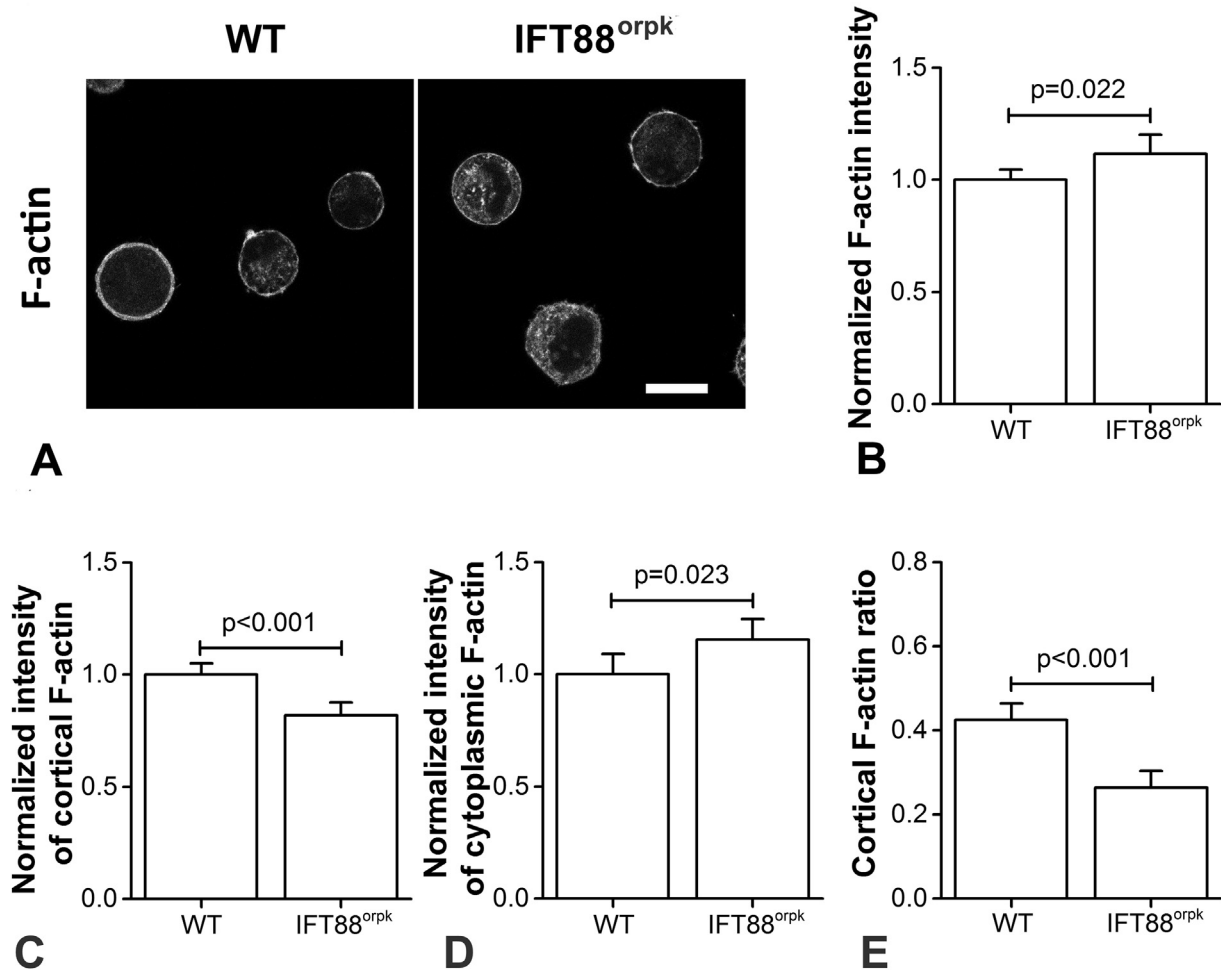 WT
IFT88orpk
F-actin
A
Normalized F-actin intensity
1.5
1.0
0.5
0.0
p=0.022
WT
IFT88orpk
B
Normalized intensity
of cortical F-actin
1.5
1.0
0.5
0.0
p<0.001
WT
IFT88orpk
C
Normalized intensity
of cytoplasmic F-actin
1.5
1.0
0.5
0.0
p=0.023
WT
IFT88orpk
D
Cortical F-actin ratio
0.8
0.6
0.4
0.2
0.0
p<0.001
WT
IFT88orpk
E